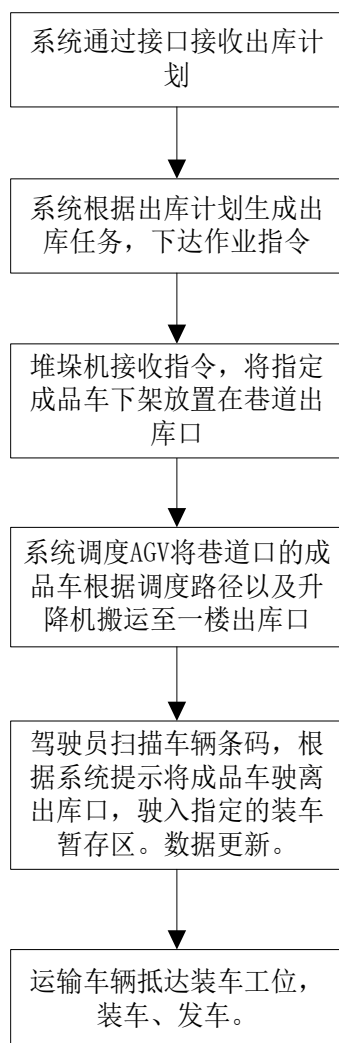 系统通过接口接收出库计
划
系统根据出库计划生成出
库任务，下达作业指令
堆垛机接收指令，将指定
成品车下架放置在巷道出
库口
系统调度AGV将巷道口的成
品车根据调度路径以及升
降机搬运至一楼出库口
驾驶员扫描车辆条码，根
据系统提示将成品车驶离
出库口，驶入指定的装车
暂存区。数据更新。
运输车辆抵达装车工位，
装车、发车。